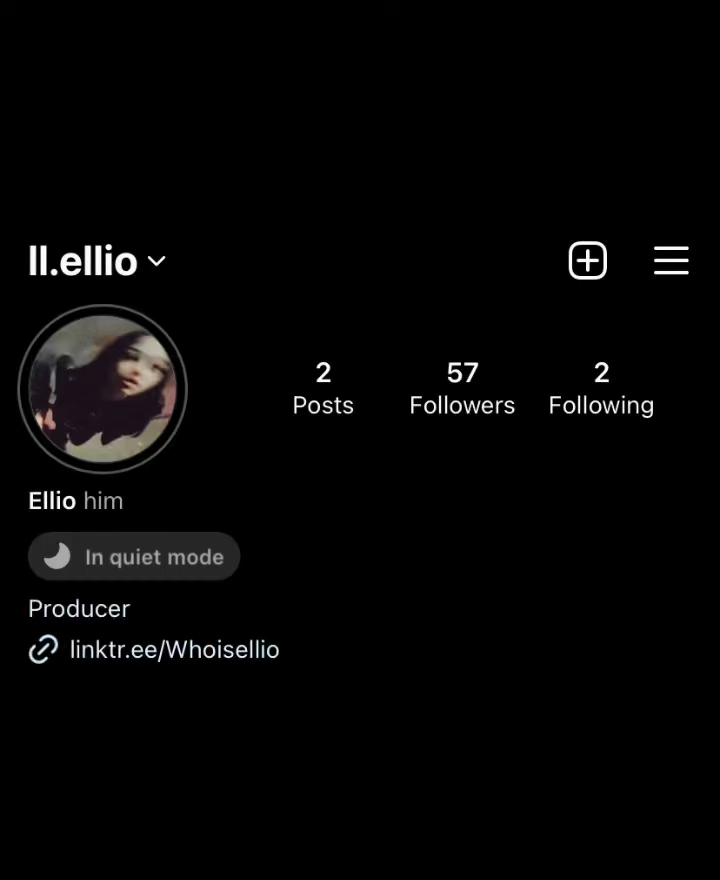 ll.ellio
2 57 2
Posts Followers Following
Ellio him
In quiet mode
Producer
linktr.ee/Whoisellio